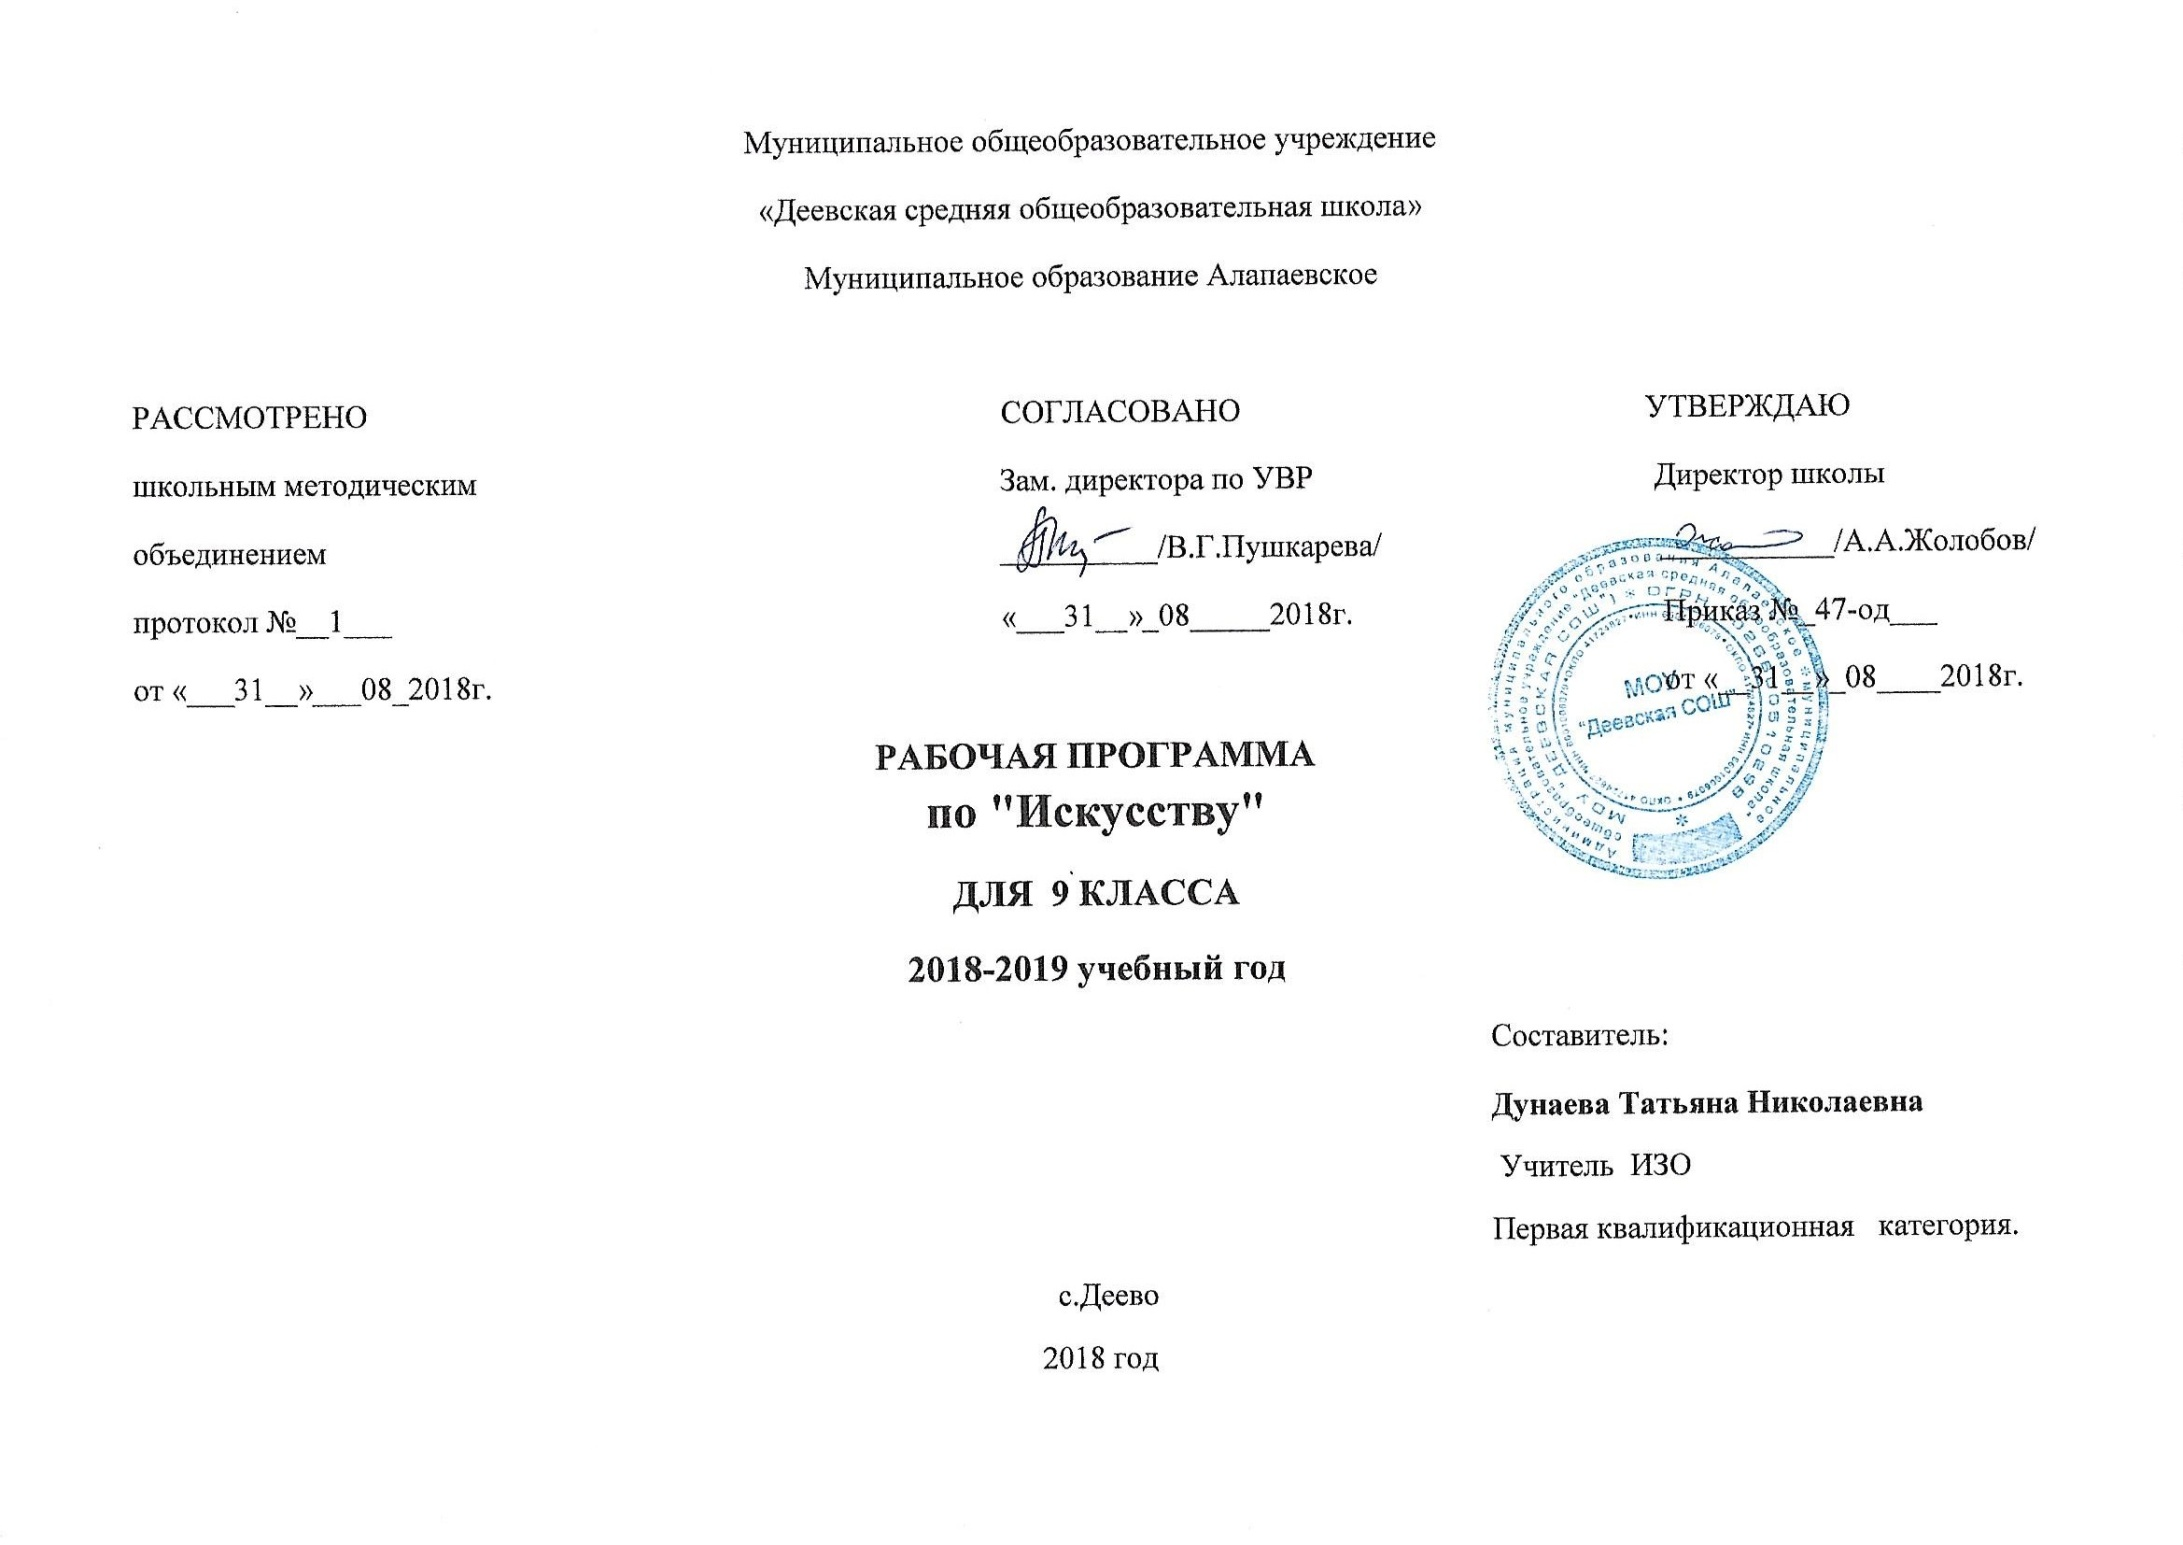 Муниципальное общеобразовательное учреждение
«Деевская средняя общеобразовательная школа»
Муниципальное образование Алапаевское
РАССМОТРЕНО
школьным методическим
объединением
протокол №__1___
от «___31__»___08_2018г.
СОГЛАСОВАНО
Зам. директора по УВР
__________/В.Г.Пушкарева/
«___31__»_08_____2018г.
УТВЕРЖДАЮ
Директор школы
__________/А.А.Жолобов/
Приказ №_47-од___
от «__31__»_08____2018г.
МОУ
"Деевская СОШ"
РАБОЧАЯ ПРОГРАММА
по "Искусству"
ДЛЯ 9 КЛАССА
2018-2019 учебный год
Составитель:
Дунаева Татьяна Николаевна
Учитель ИЗО
Первая квалификационная категория.
с.Деево
2018 год